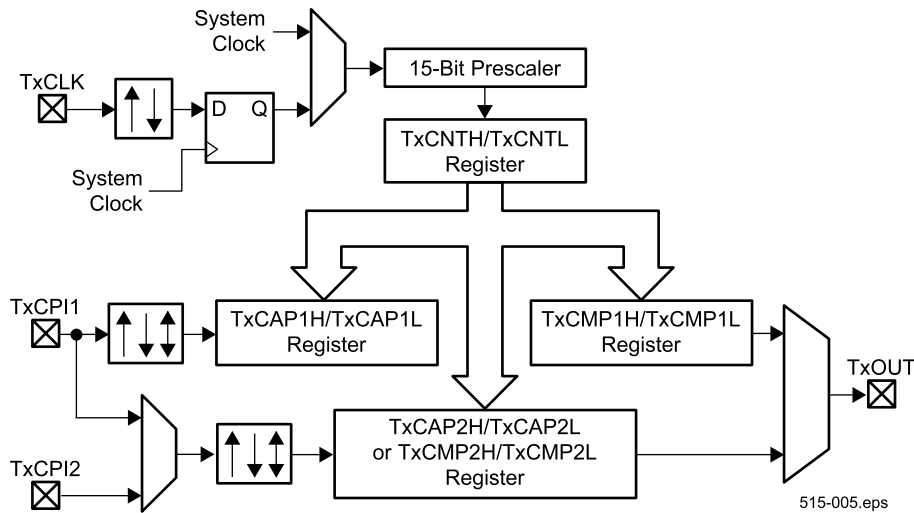 System
Clock
15-Bit Prescaler
TxCLK
D Q
TxCNTH/TxCNTL
Register
System
Clock
TxCPI1
TxCAP1H/TxCAP1L
Register
TxCMP1H/TxCMP1L
Register
TxOUT
TxCAP2H/TxCAP2L
or TxCMP2H/TxCMP2L
Register
TxCPI2
515-005.eps